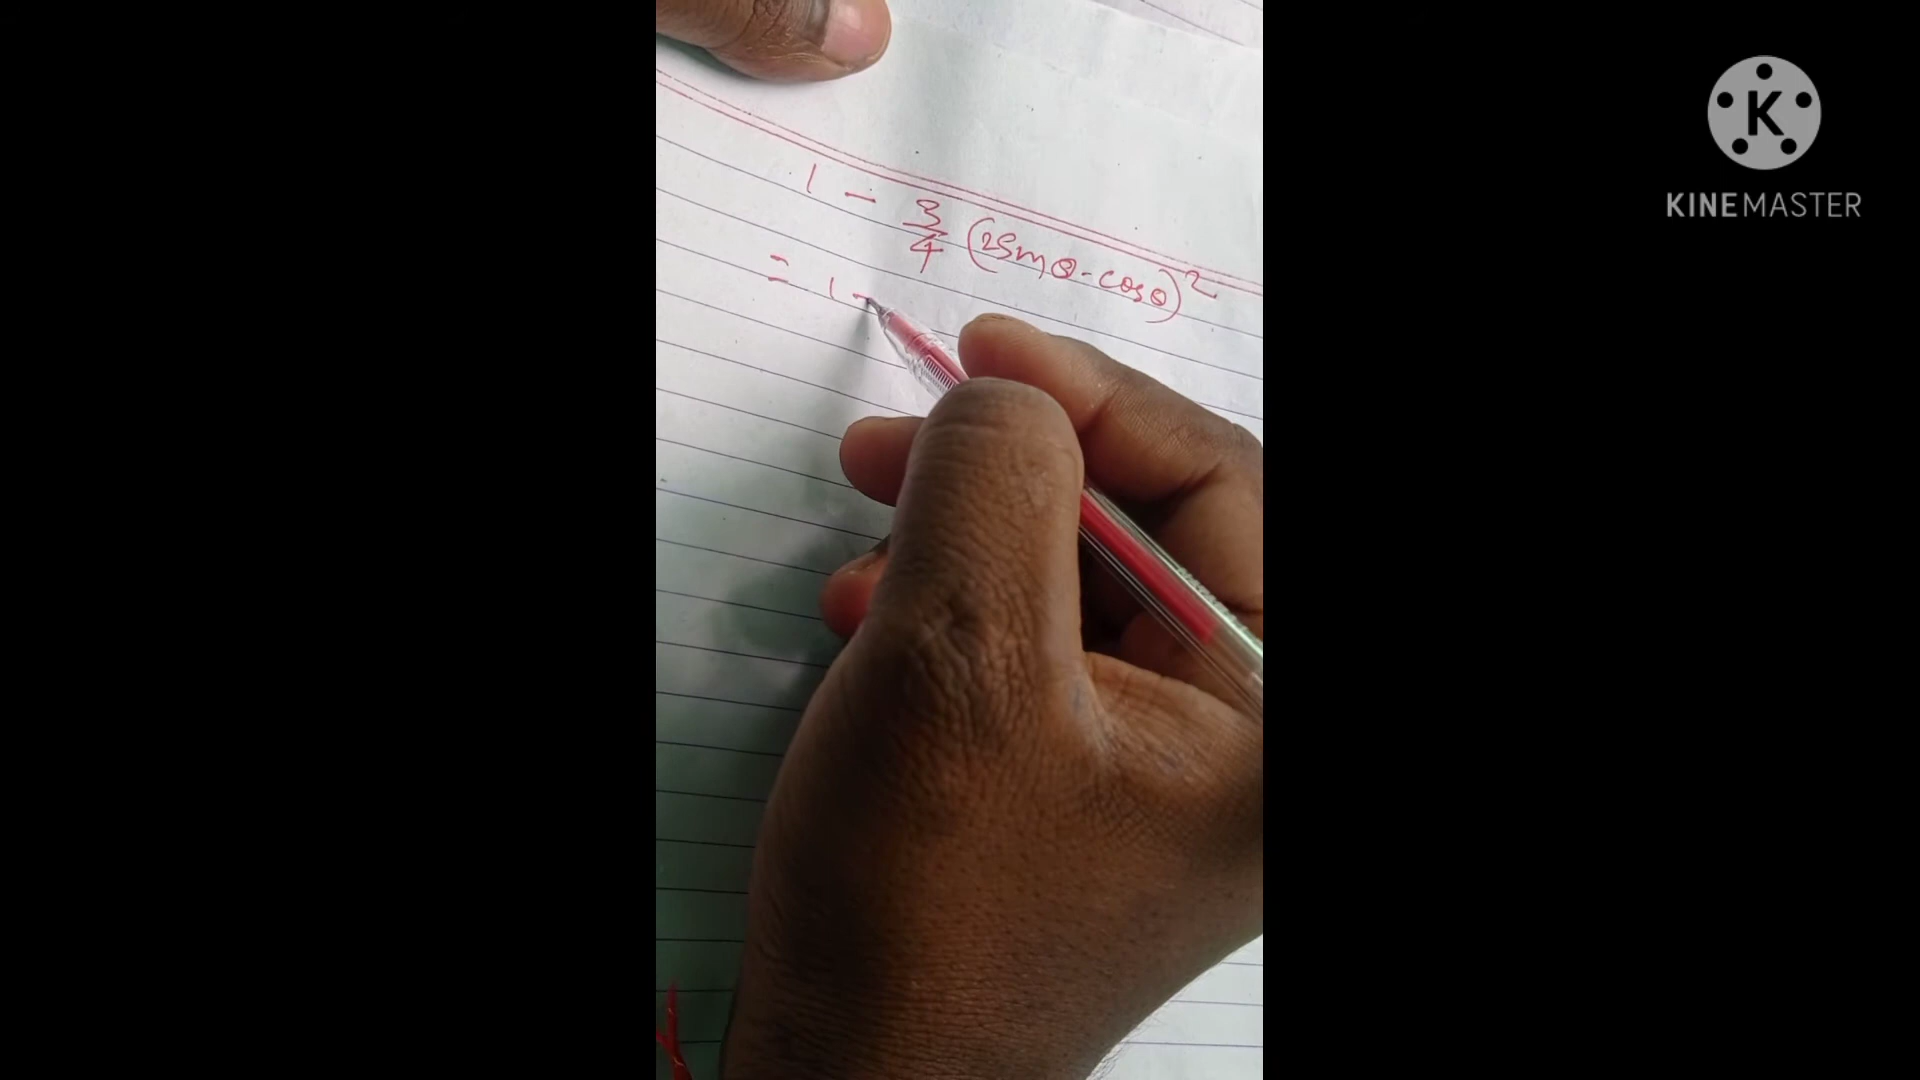 1 - 3/4 (2sinθ·cosθ)²
= 1 -
K
KINEMASTER